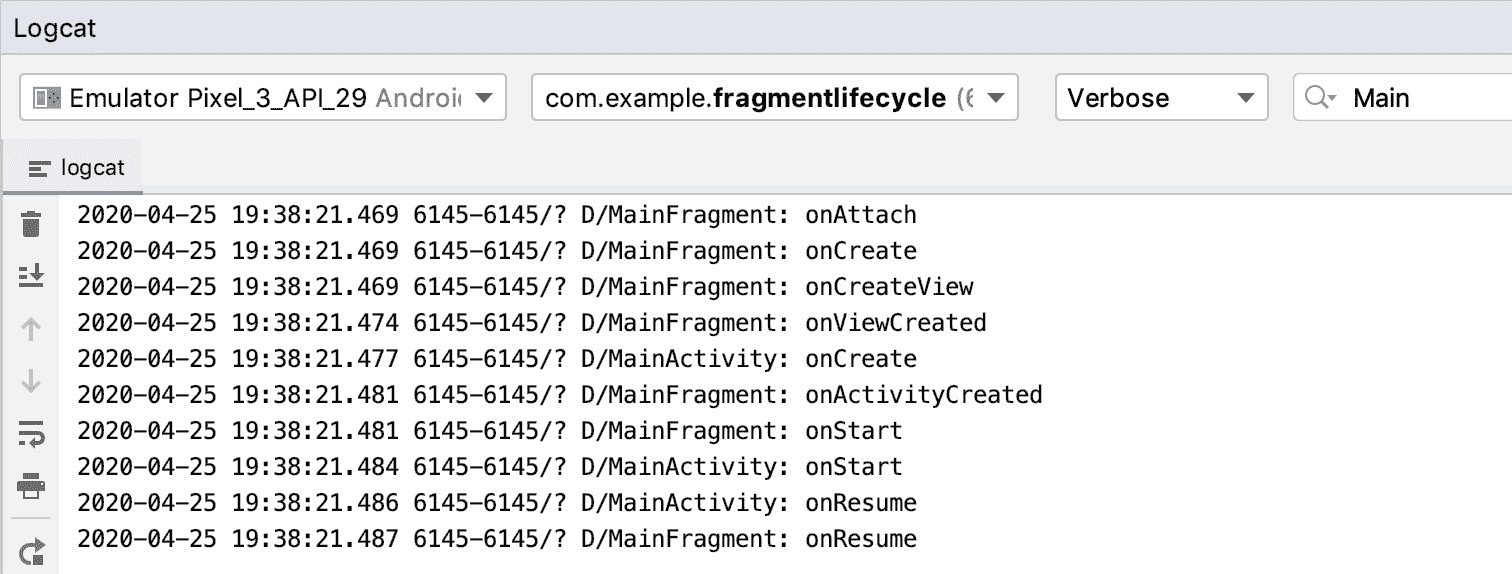 Logcat
Emulator Pixel_3_API_29 Androi com.example.fragmentlifecycle (6 Verbose Main
logcat
2020-04-25 19:38:21.469 6145-6145/? D/MainFragment: onAttach
2020-04-25 19:38:21.469 6145-6145/? D/MainFragment: onCreate
2020-04-25 19:38:21.469 6145-6145/? D/MainFragment: onCreateView
2020-04-25 19:38:21.474 6145-6145/? D/MainFragment: onViewCreated
2020-04-25 19:38:21.477 6145-6145/? D/MainActivity: onCreate
2020-04-25 19:38:21.481 6145-6145/? D/MainFragment: onActivityCreated
2020-04-25 19:38:21.481 6145-6145/? D/MainFragment: onStart
2020-04-25 19:38:21.484 6145-6145/? D/MainActivity: onStart
2020-04-25 19:38:21.486 6145-6145/? D/MainActivity: onResume
2020-04-25 19:38:21.487 6145-6145/? D/MainFragment: onResume